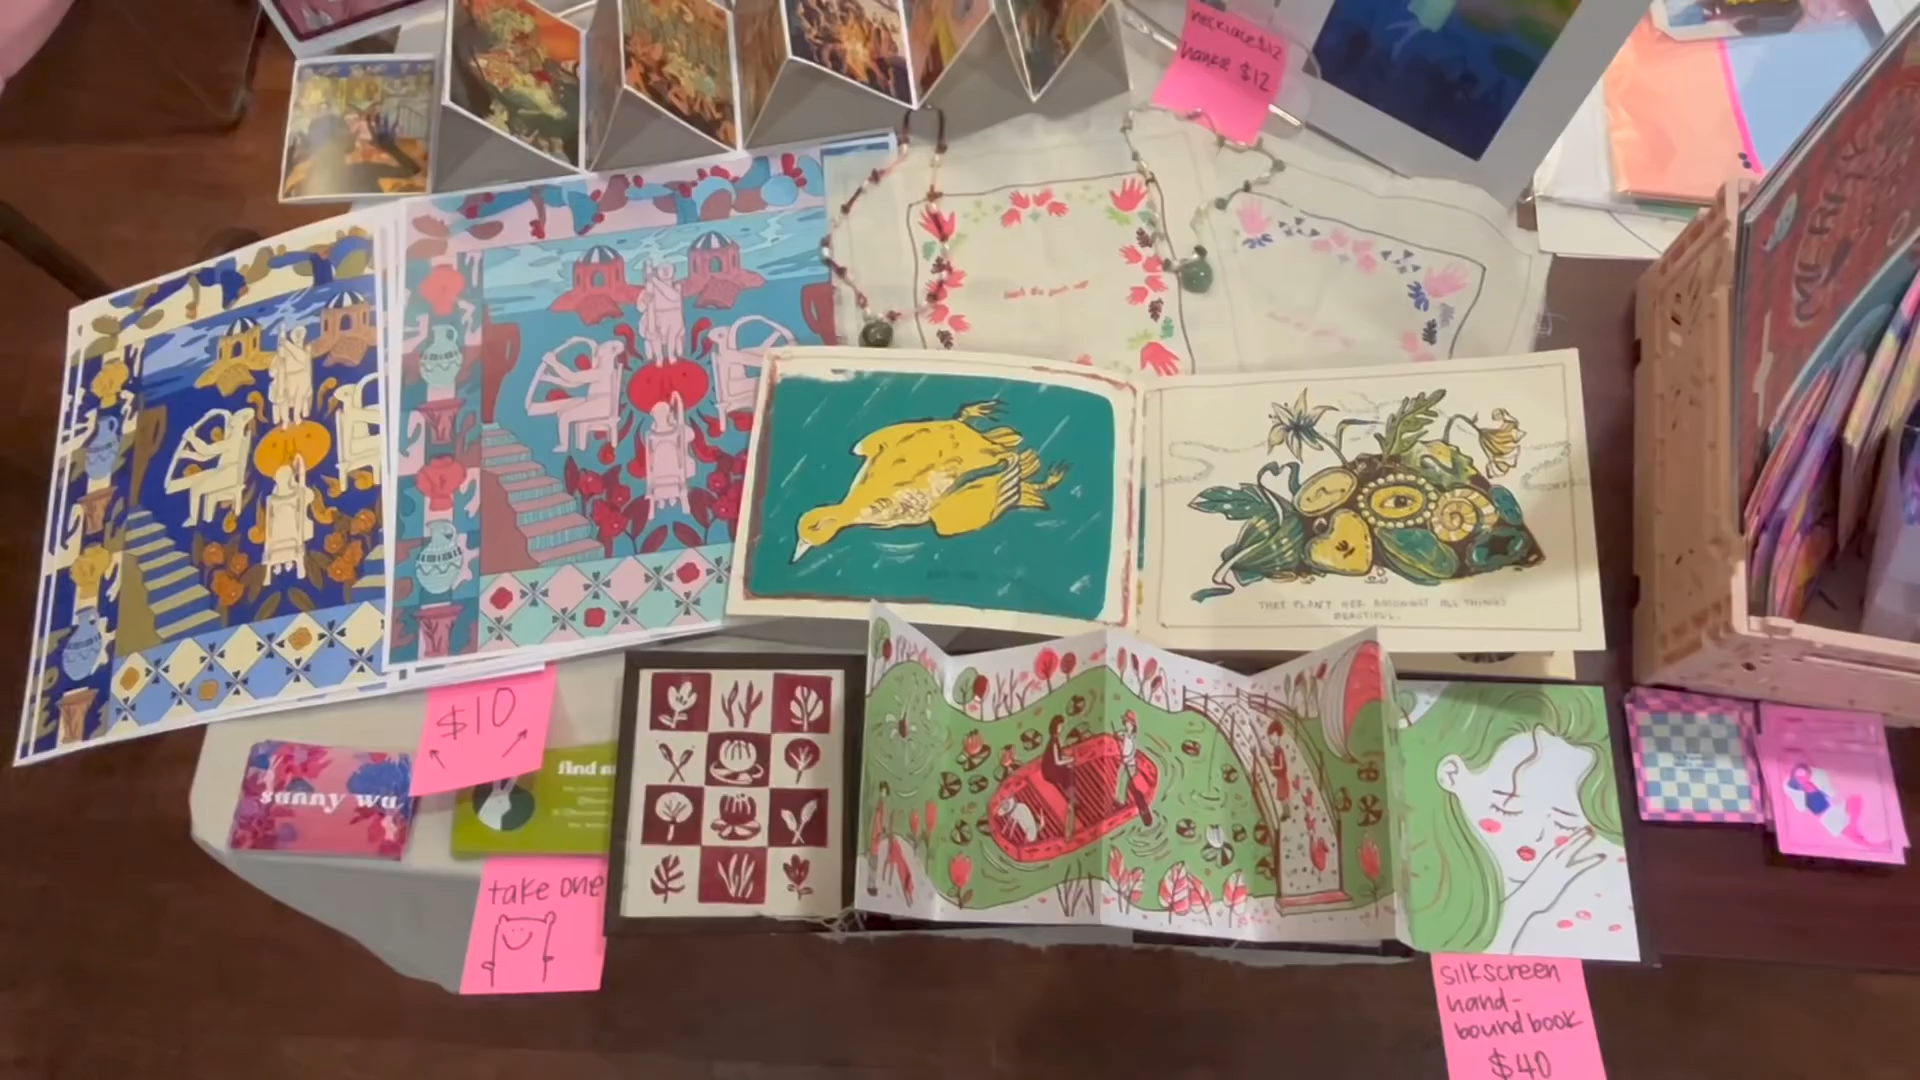 necklace $12
hankie $12
MERRY
THEY PLANT HER AMONGST ALL THINGS
BEAUTIFUL.
$10
sunny wu
find
take one
silkscreen
hand-
bound book
$40